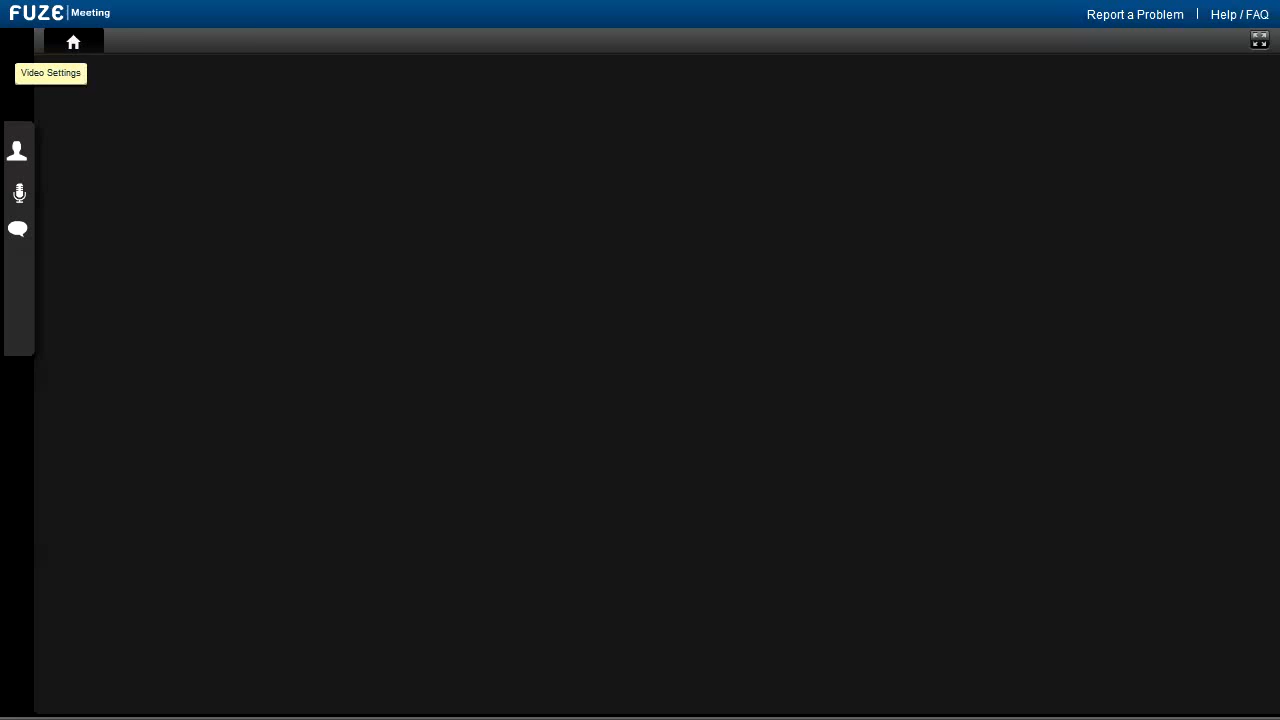 FUZE Meeting
Report a Problem
Help / FAQ
Video Settings